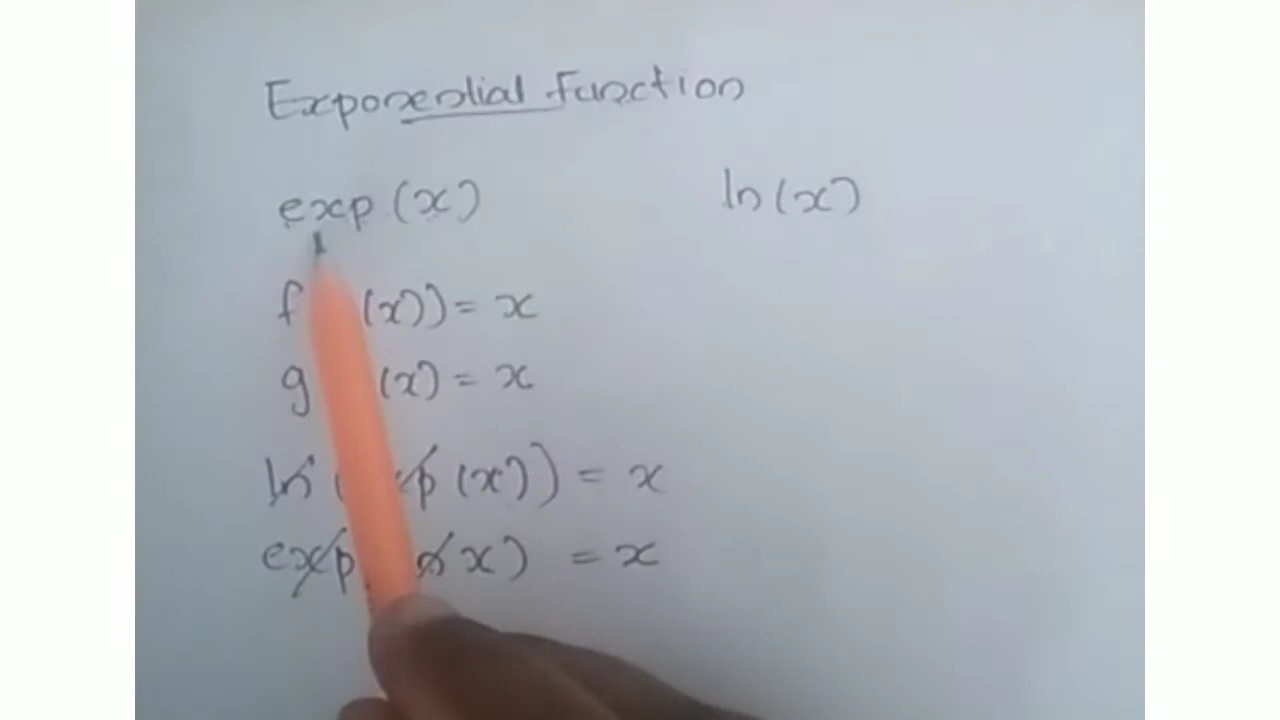 Exponential function
exp (x) ln (x)
f (x)) = x
g (x) = x
ln ( p (x)) = x
exp x) = x